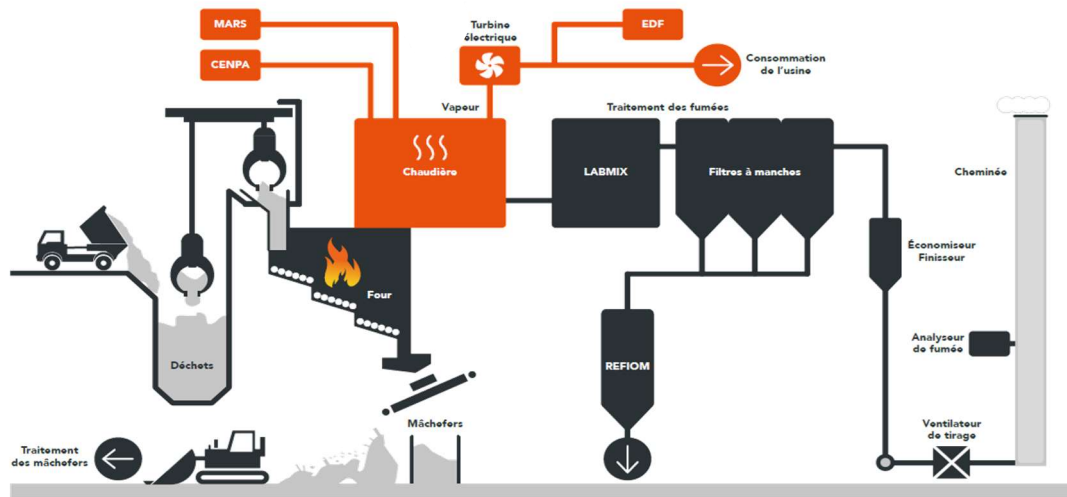 MARS
CENPA
Turbine
électrique
EDF
Consommation
de l'usine
Vapeur
Traitement des fumées
Chaudière
LABMIX
Filtres à manches
Cheminée
Économiseur
Finisseur
Four
Analyseur
de fumée
Déchets
REFIOM
Mâchefers
Ventilateur
de tirage
Traitement
des mâchefers